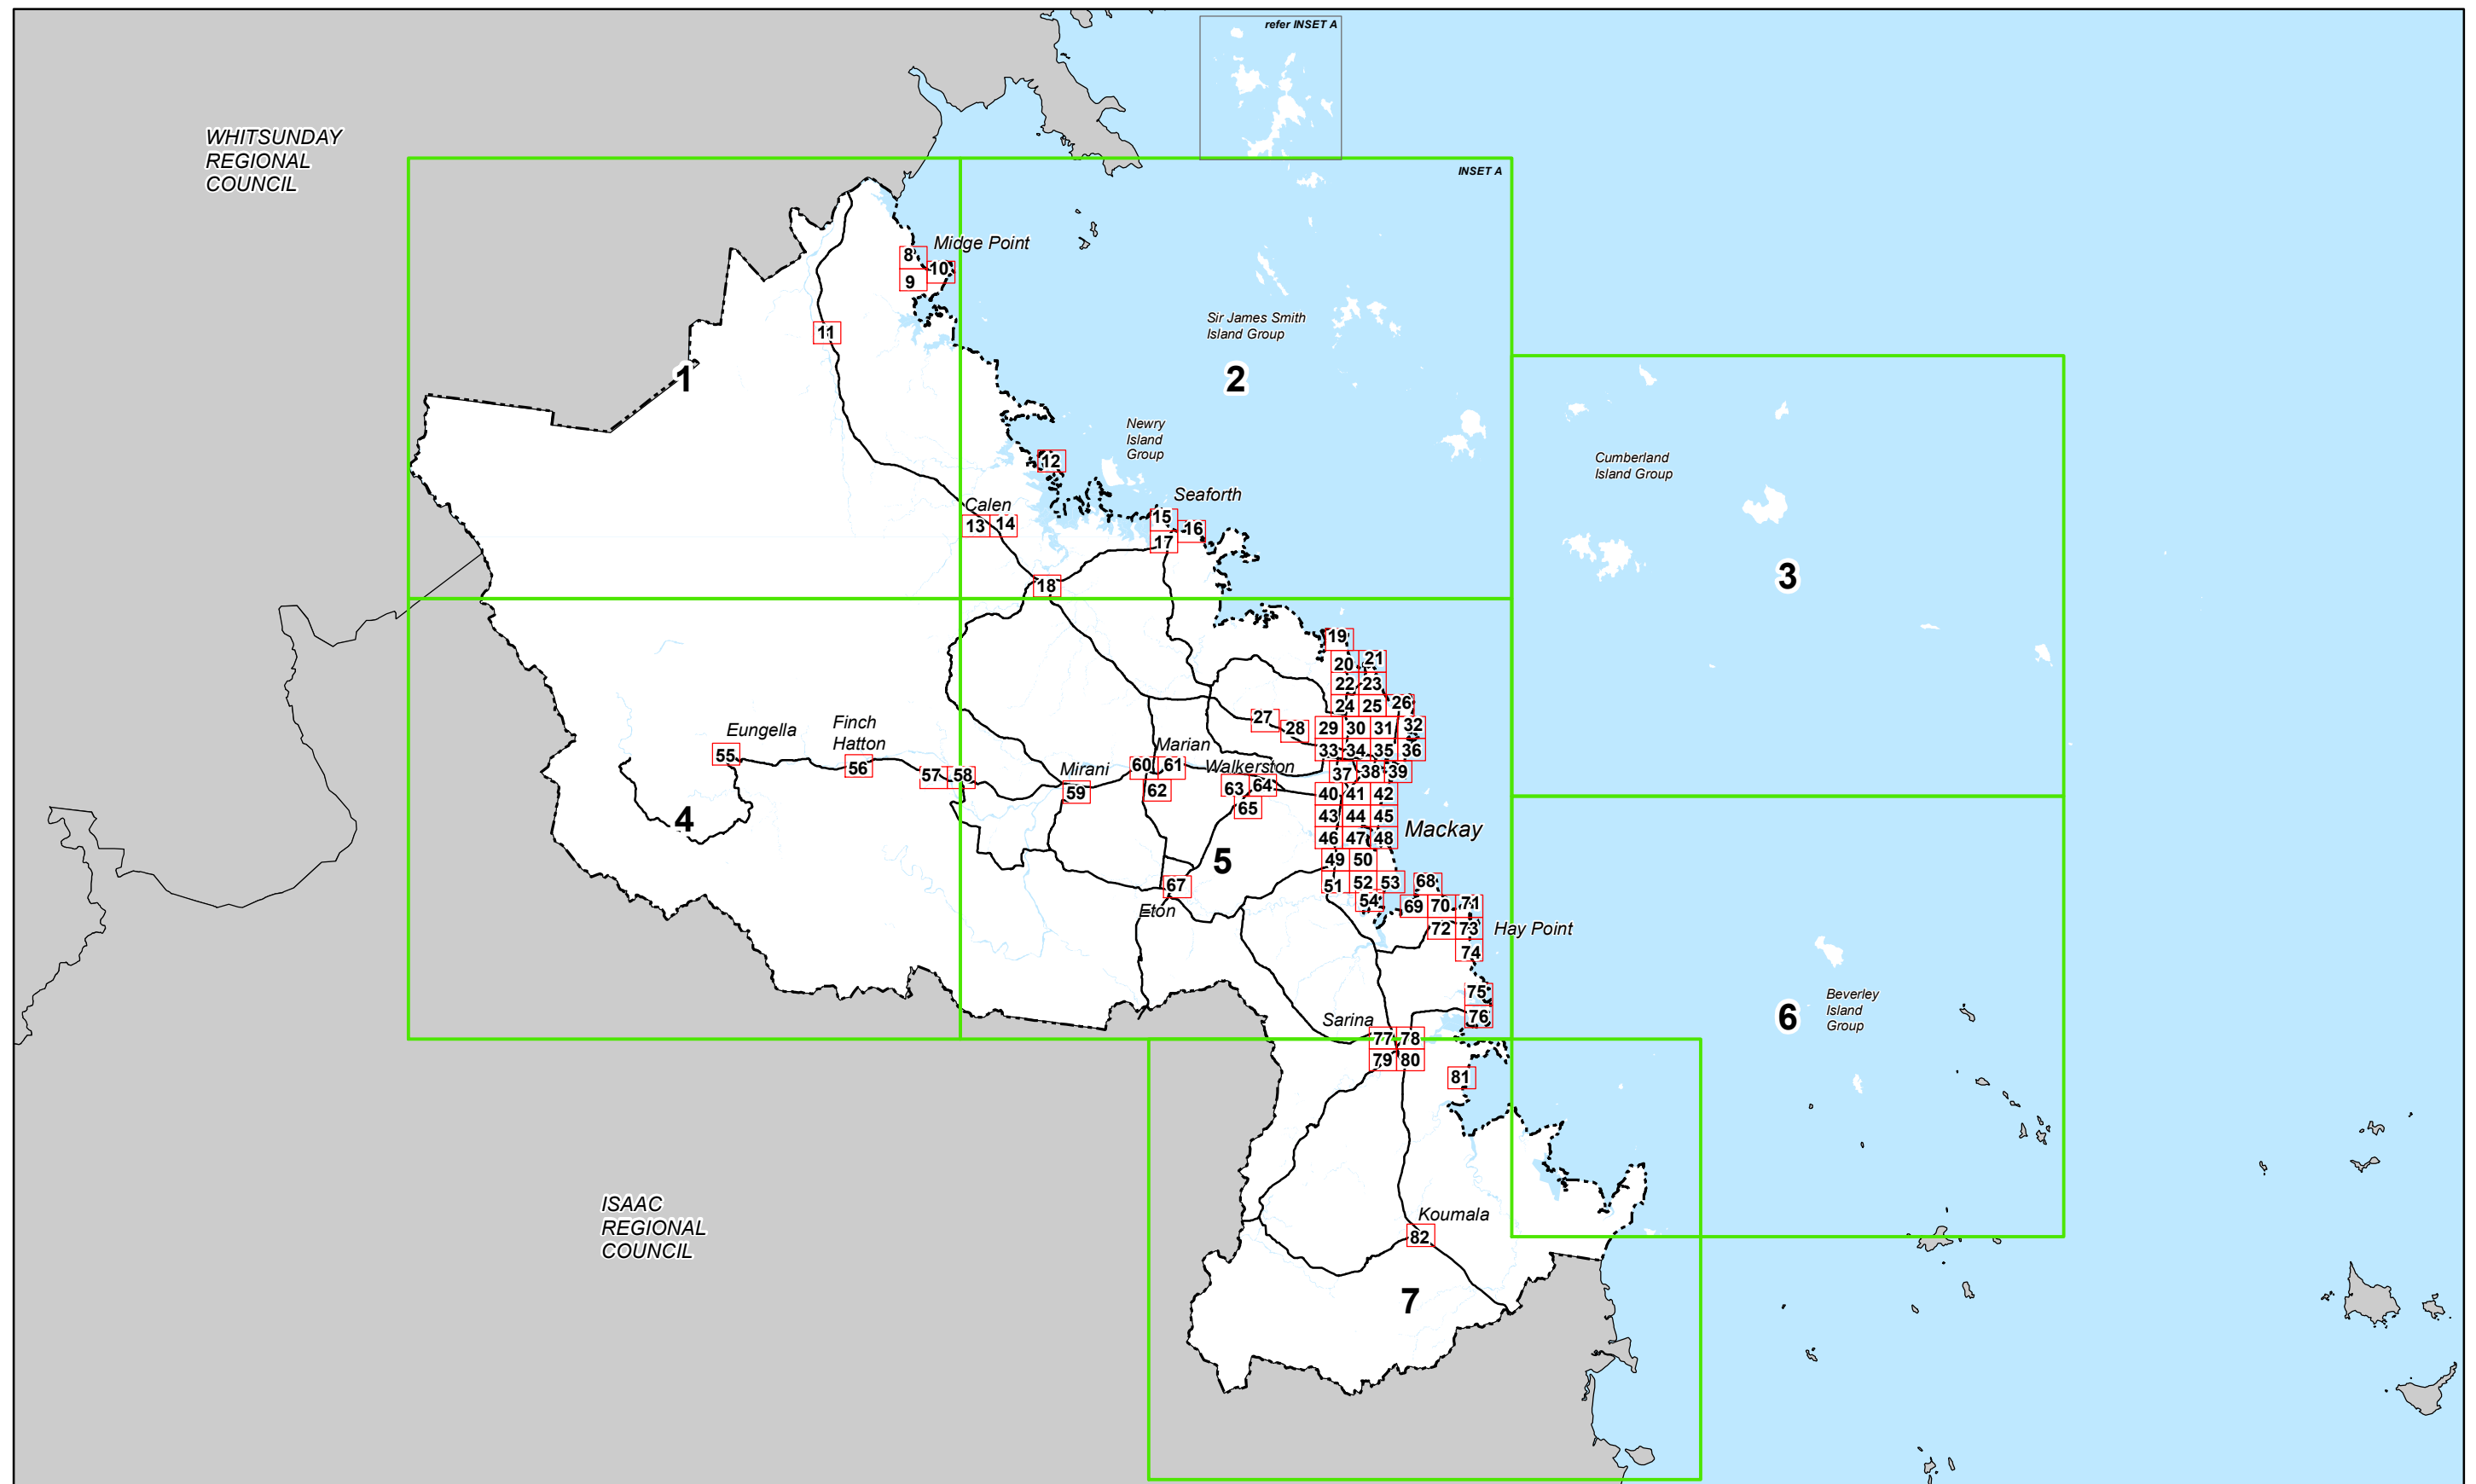 refer INSET A
WHITSUNDAY
REGIONAL
COUNCIL
INSET A
Midge Point
8
10
9
Sir James Smith
Island Group
11
1
2
Newry
Island
Group
Cumberland
Island Group
12
Seaforth
Calen
13 14
15
16
17
3
18
19
20 21
22 23
24 25 26
27
28
29 30 31 32
Eungella
Finch
Hatton
Marian
33 34 35 36
55
56
57 58
Mirani
60 61
Walkerston
37 38 39
59
62
63 64
65
40 41 42
4
43 44 45
Mackay
46 47 48
5
49 50
67
51 52 53
68
Eton
54
69 70 71
72 73
Hay Point
74
75
Beverley
Island
Group
76
6
Sarina
77 78
79 80
81
ISAAC
REGIONAL
COUNCIL
Koumala
82
7